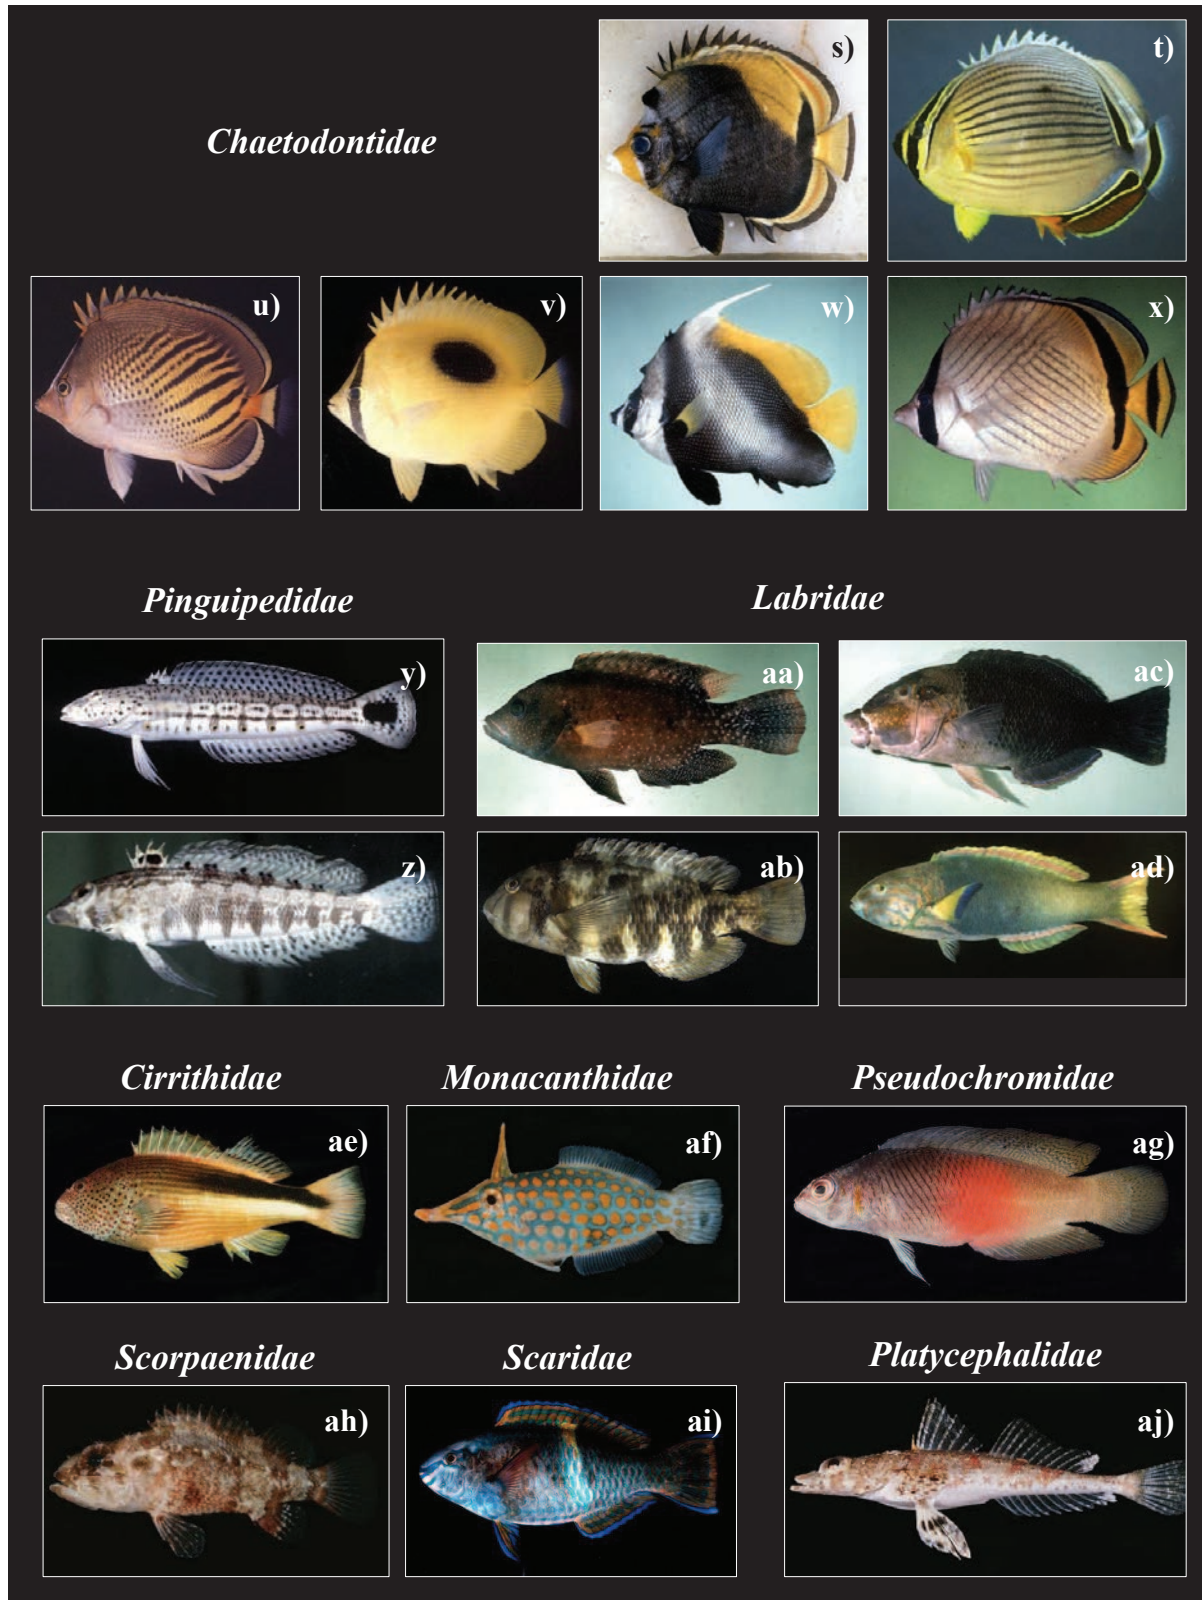 s)
t)
Chaetodontidae
u)
v)
w)
x)
Pinguipedidae
Labridae
y)
aa)
ac)
z)
ab)
ad)
Cirrithidae
Monacanthidae
Pseudochromidae
ae)
af)
ag)
Scorpaenidae
Scaridae
Platycephalidae
ah)
ai)
aj)